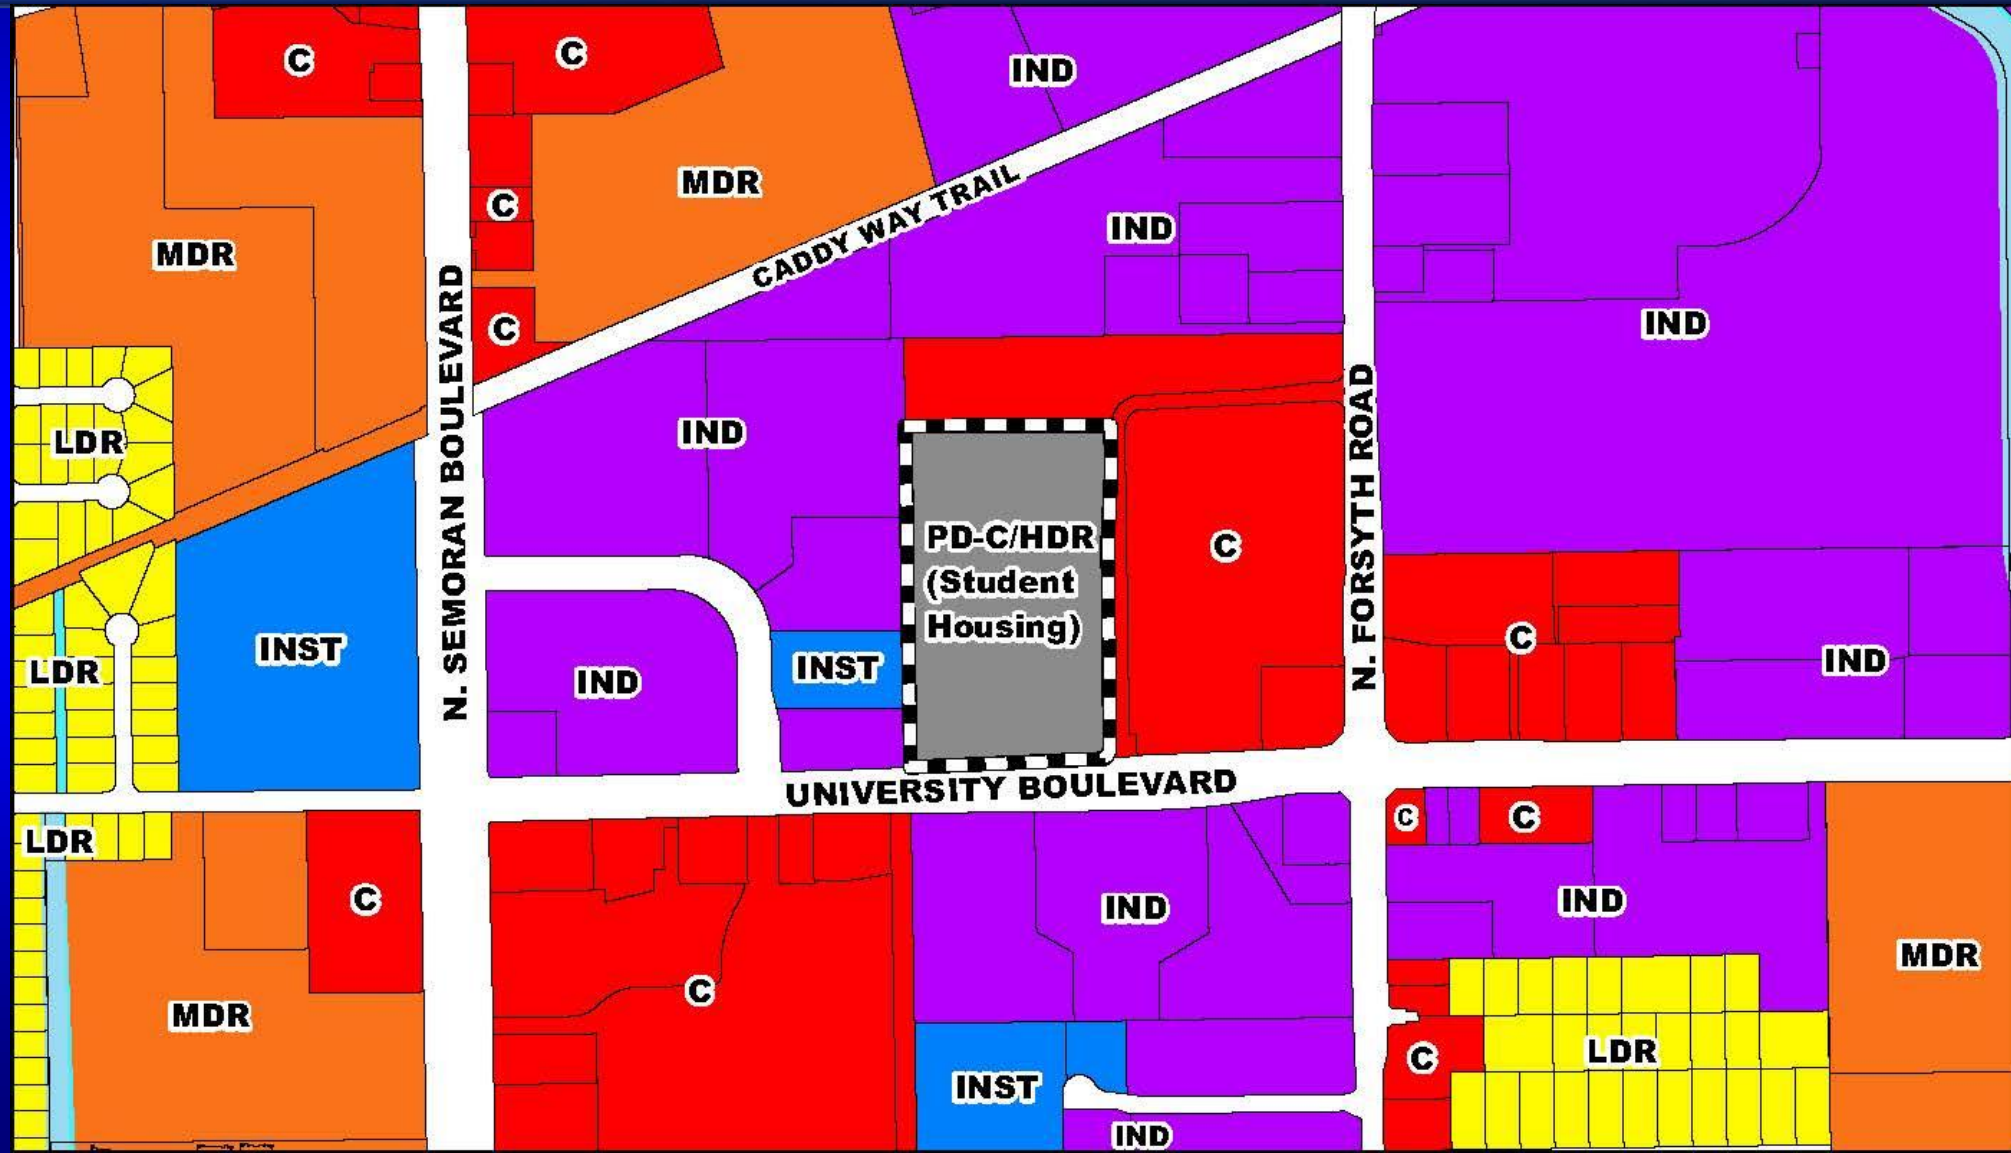 C
C
IND
MDR
C
MDR
IND
CADDY WAY TRAIL
C
IND
N. SEMORAN BOULEVARD
LDR
IND
N. FORSYTH ROAD
PD-C/HDR
(Student
Housing)
C
INST
LDR
IND
INST
C
IND
UNIVERSITY BOULEVARD
LDR
C
C
C
IND
IND
MDR
C
MDR
C
LDR
INST
IND